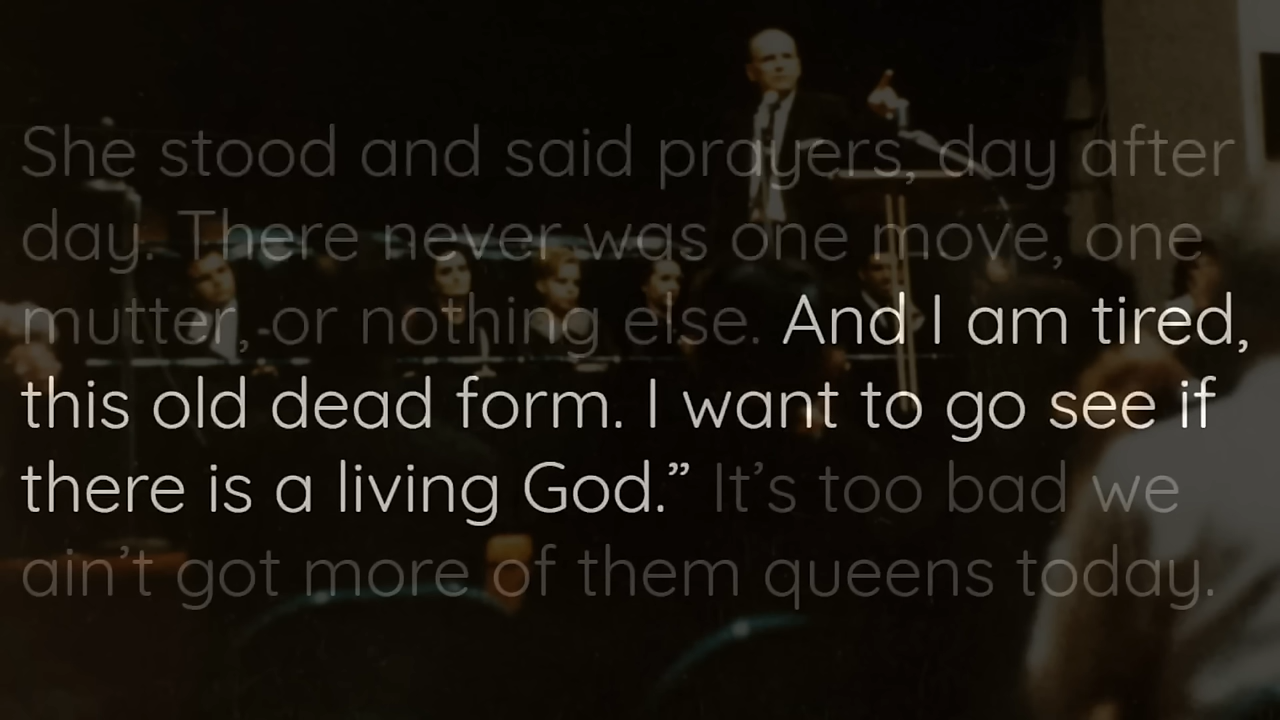 She stood and said prayers, day after
day. There never was one move, one
mutter, or nothing else. And I am tired,
this old dead form. I want to go see if
there is a living God.” It’s too bad we
ain’t got more of them queens today.